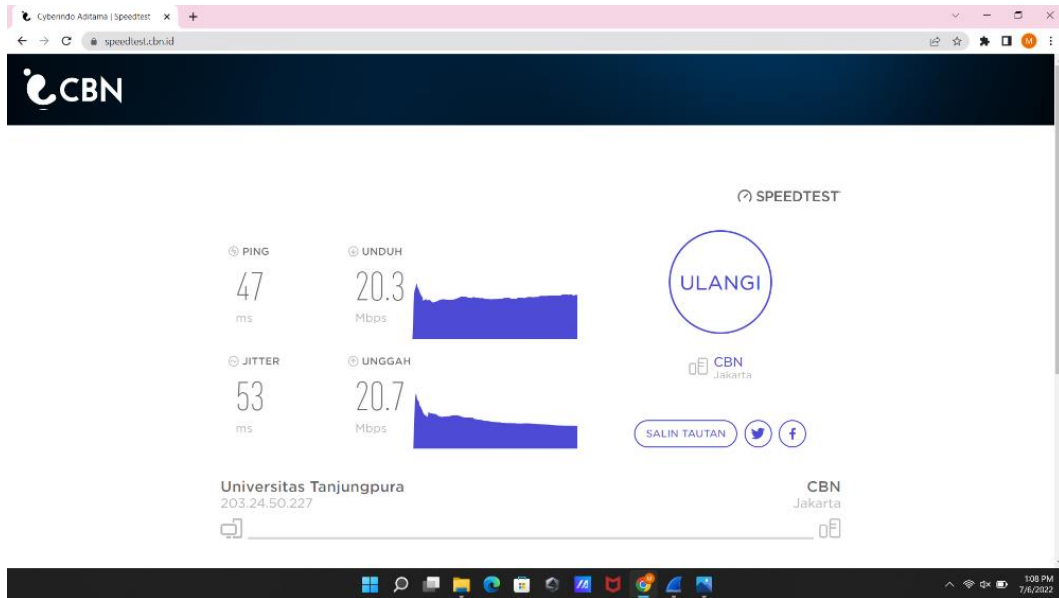 Cyberindo Aditama | Speedtest
speedtest.cbn.id
M
CBN
SPEEDTEST
PING
47
ms
UNDUH
20.3
Mbps
ULANGI
JITTER
53
ms
UNGGAH
20.7
Mbps
CBN
Jakarta
SALIN TAUTAN
Universitas Tanjungpura
203.24.50.227
CBN
Jakarta
1:08 PM
7/6/2022